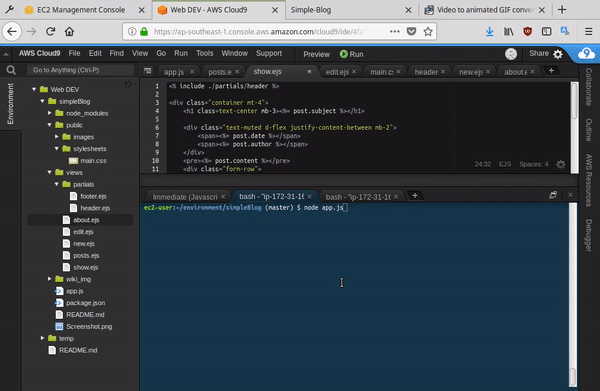 EC2 Management Console
Web DEV - AWS Cloud9
Simple-Blog
Video to animated GIF conver
https://ap-southeast-1.console.aws.amazon.com/cloud9/ide/4fa
AWS Cloud9 File Edit Find View Go Run Tools Window Support Preview Run Share
Go to Anything (Ctrl-P)
app.js posts.e show.ejs edit.ejs main.cs header new.ejs about.e
Environment
Web DEV
simpleBlog
node_modules
public
images
stylesheets
main.css
views
partials
footer.ejs
header.ejs
about.ejs
edit.ejs
new.ejs
posts.ejs
show.ejs
wiki_img
app.js
package.json
README.md
Screenshot.png
temp
README.md
1 <% include ./partials/header %>
2
3 <div class="container mt-4">
4 <h1 class=text-center mb-3><%= post.subject %></h1>
5
6 <div class="text-muted d-flex justify-content-between mb-2">
7 <span><%= post.date %></span>
8 <span><%= post.author %></span>
9 </div>
10 <pre><%= post.content %></pre>
11 <div class="form-row">
24:32 EJS Spaces: 4
Immediate (Javascri
bash - "ip-172-31-16
bash - "ip-172-31-16
ec2-user:~/environment/simpleBlog (master) $ node app.js
Collaborate
Outline
AWS Resources
Debugger